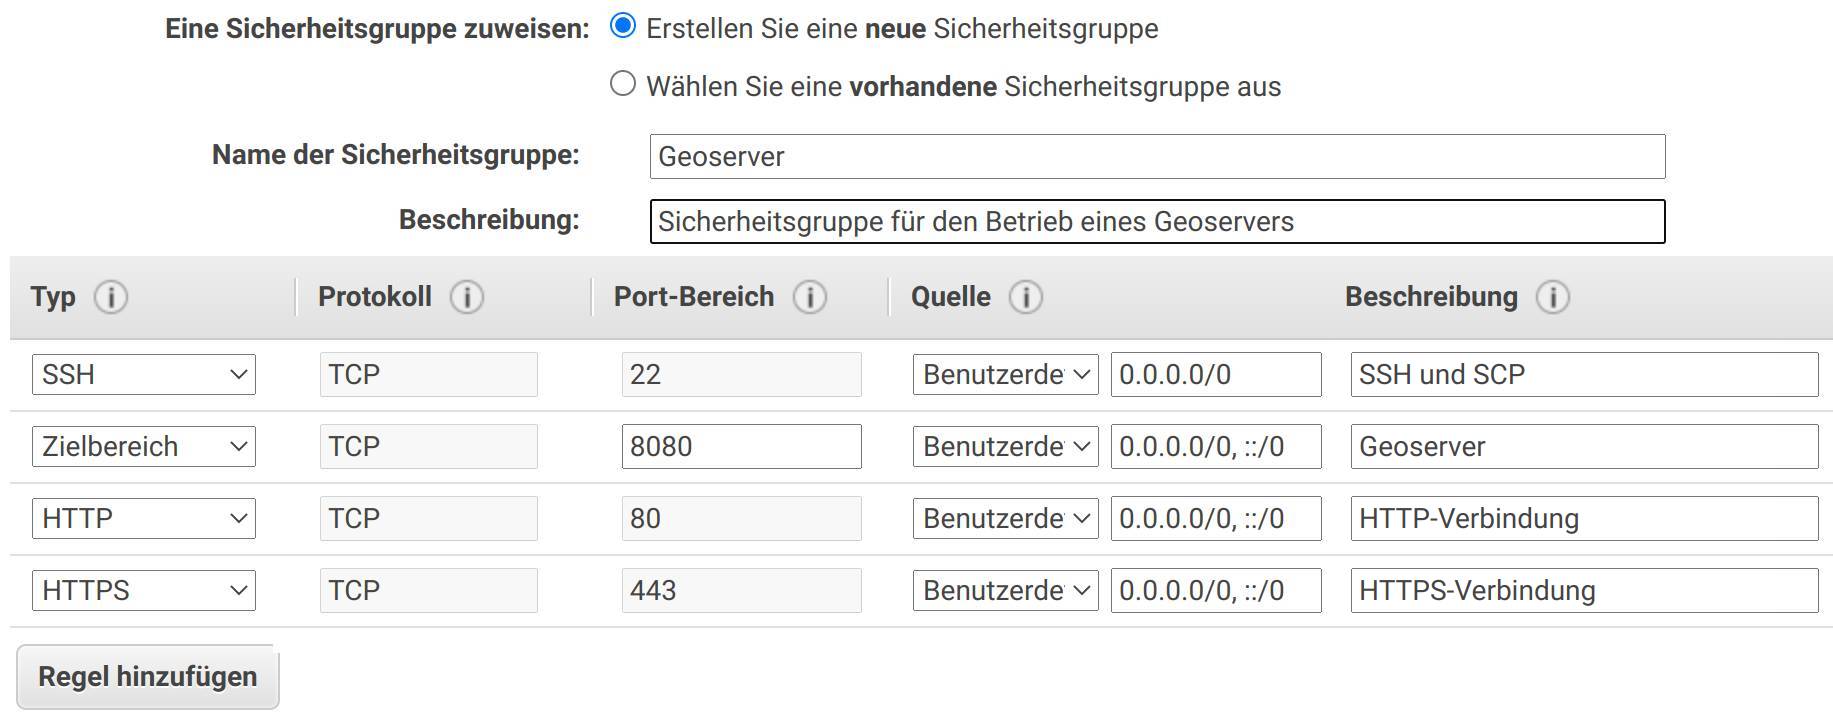 Eine Sicherheitsgruppe zuweisen: Erstellen Sie eine neue Sicherheitsgruppe
Wählen Sie eine vorhandene Sicherheitsgruppe aus
Name der Sicherheitsgruppe: Geoserver
Beschreibung: Sicherheitsgruppe für den Betrieb eines Geoservers
Typ i Protokoll i Port-Bereich i Quelle i Beschreibung i
SSH TCP 22 Benutzerde 0.0.0.0/0 SSH und SCP
Zielbereich TCP 8080 Benutzerde 0.0.0.0/0, ::/0 Geoserver
HTTP TCP 80 Benutzerde 0.0.0.0/0, ::/0 HTTP-Verbindung
HTTPS TCP 443 Benutzerde 0.0.0.0/0, ::/0 HTTPS-Verbindung
Regel hinzufügen